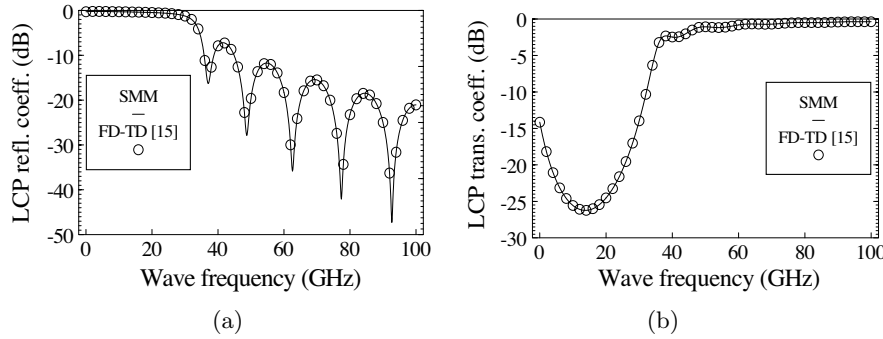 LCP refl. coeff. (dB)
0
-10
-20
-30
-40
-50
SMM
FD-TD [15]
0 20 40 60 80 100
Wave frequency (GHz)
(a)
LCP trans. coeff. (dB)
0
-5
-10
-15
-20
-25
-30
SMM
FD-TD [15]
0 20 40 60 80 100
Wave frequency (GHz)
(b)